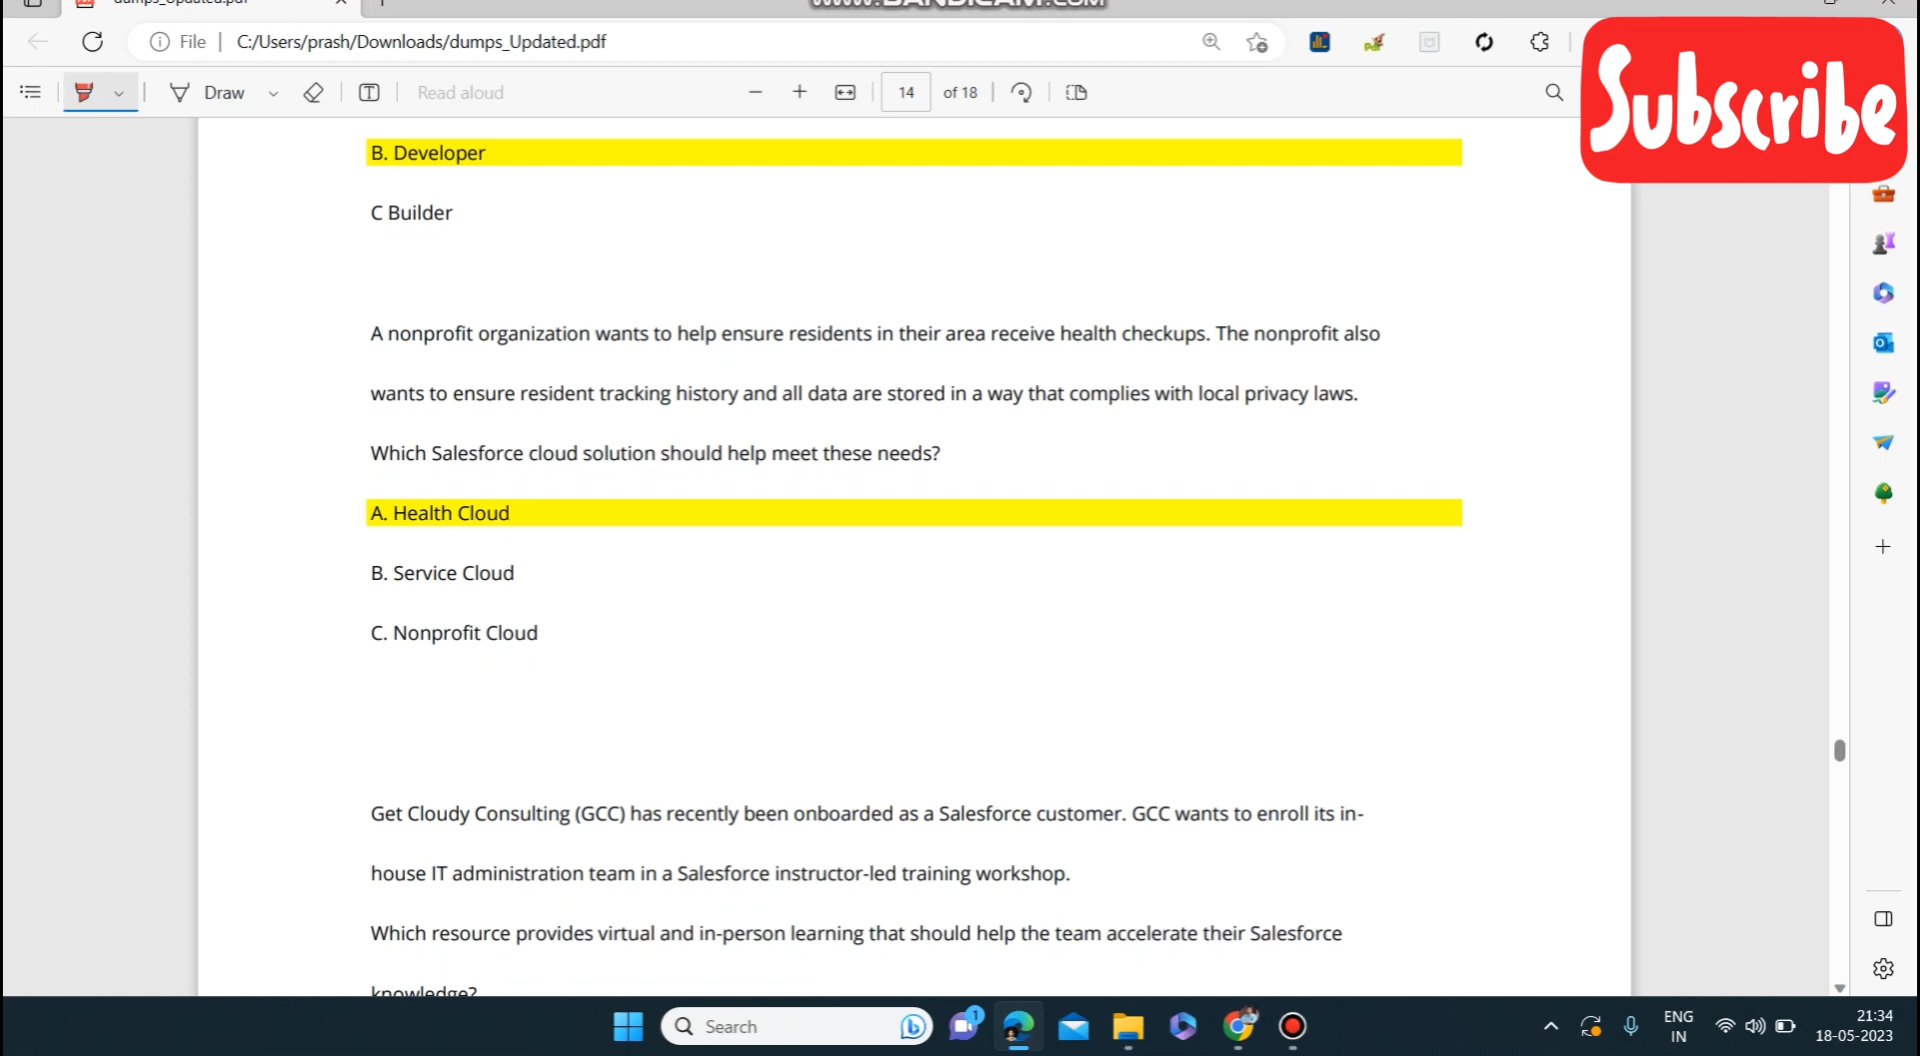 dumps_Updated.pdf
www.BANDICAM.com
File
C:/Users/prash/Downloads/dumps_Updated.pdf
Subscribe
Draw
Read aloud
14
of 18
B. Developer
C Builder
A nonprofit organization wants to help ensure residents in their area receive health checkups. The nonprofit also
wants to ensure resident tracking history and all data are stored in a way that complies with local privacy laws.
Which Salesforce cloud solution should help meet these needs?
A. Health Cloud
B. Service Cloud
C. Nonprofit Cloud
Get Cloudy Consulting (GCC) has recently been onboarded as a Salesforce customer. GCC wants to enroll its in-
house IT administration team in a Salesforce instructor-led training workshop.
Which resource provides virtual and in-person learning that should help the team accelerate their Salesforce
knowledge?
Search
1
ENG
IN
21:34
18-05-2023